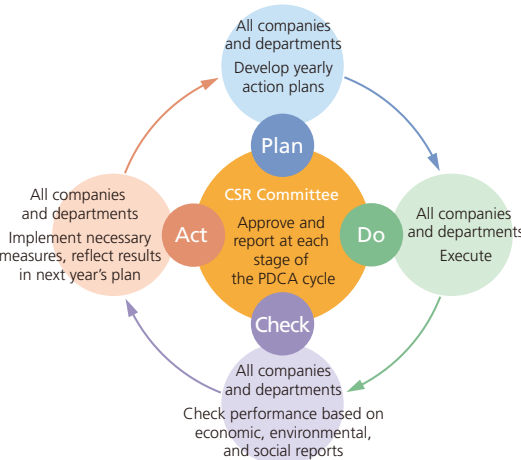 All companies
and departments
Develop yearly
action plans
Plan
All companies
and departments
Implement necessary
measures, reflect results
in next year's plan
Act
CSR Committee
Approve and
report at each
stage of
the PDCA cycle
Do
All companies
and departments
Execute
Check
All companies
and departments
Check performance based on
economic, environmental,
and social reports